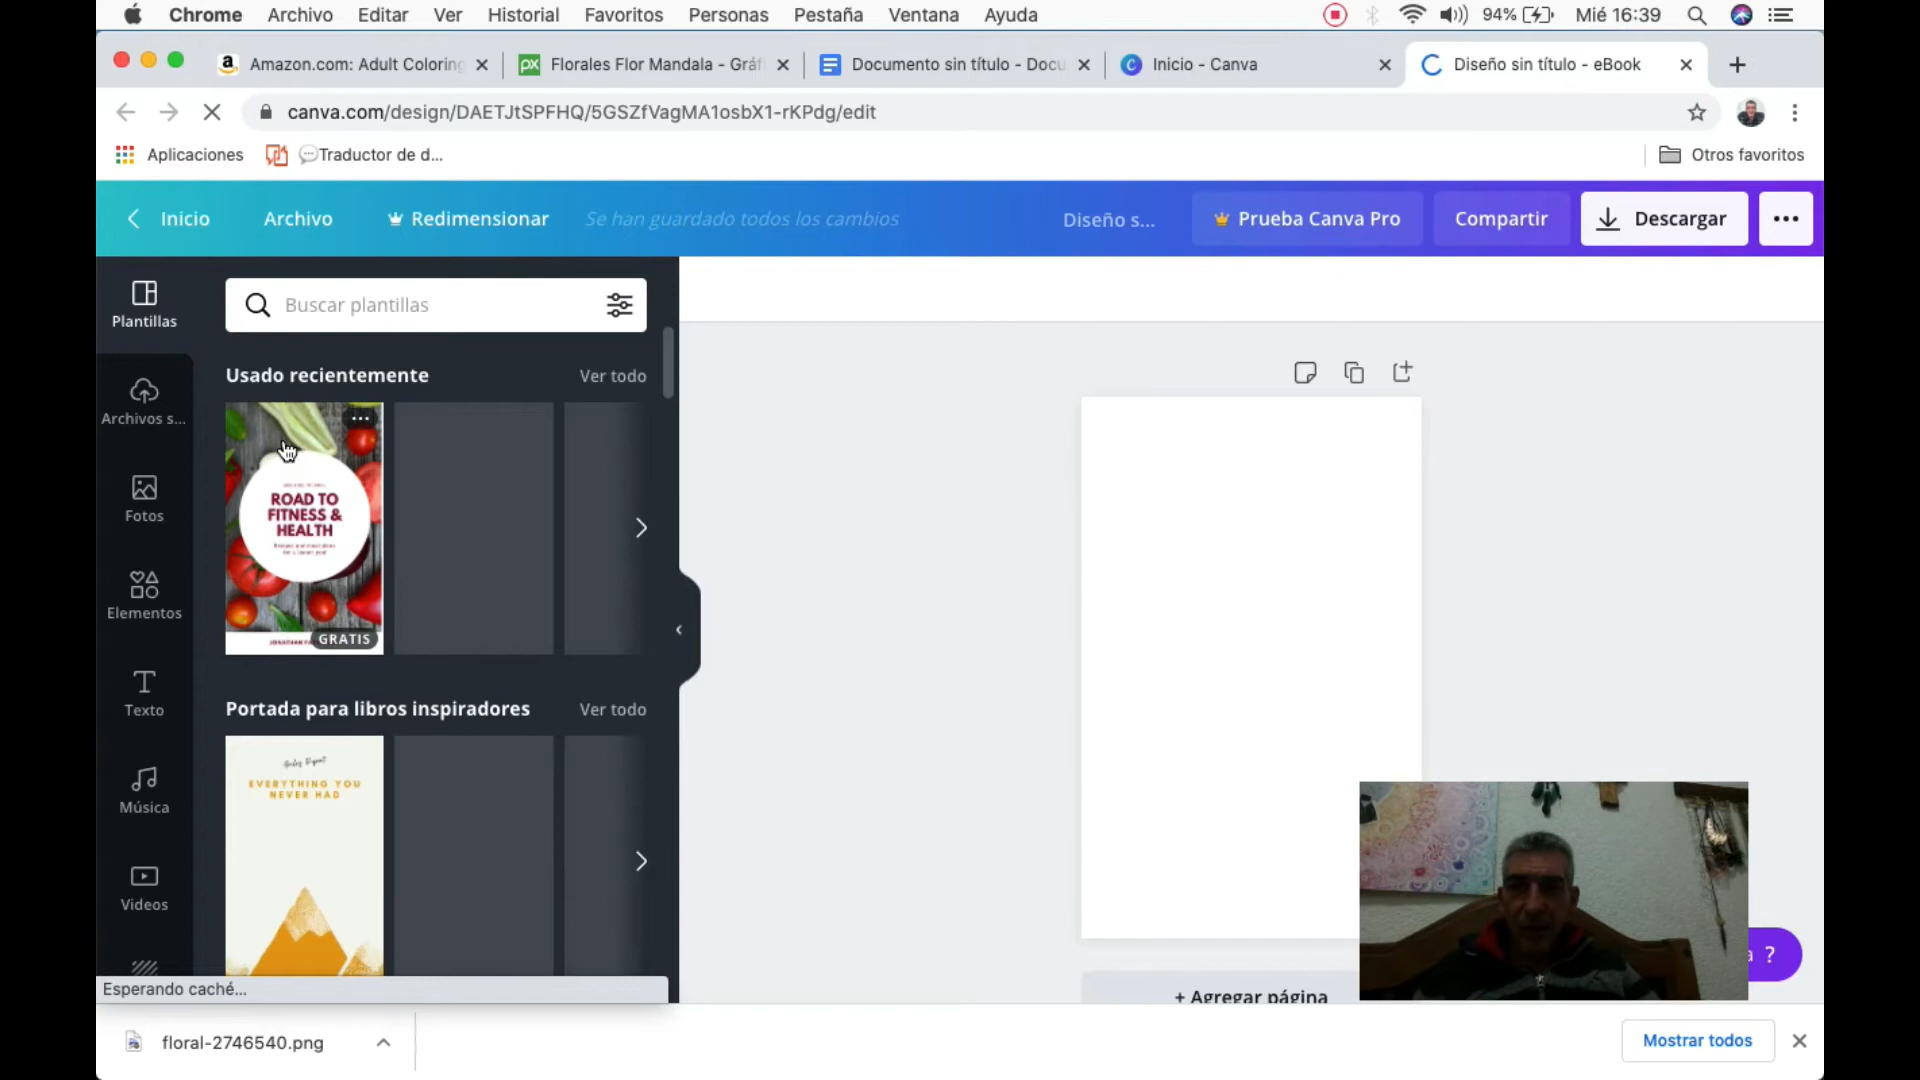 Chrome Archivo Editar Ver Historial Favoritos Personas Pestaña Ventana Ayuda 94% Mié 16:39
Amazon.com: Adult Coloring Florales Flor Mandala - Gráf Documento sin título - Docu Inicio - Canva Diseño sin título - eBook
canva.com/design/DAETJtSPFHQ/5GSZfVagMA1osbX1-rKPdg/edit
Aplicaciones Traductor de d... Otros favoritos
Inicio Archivo Redimensionar Se han guardado todos los cambios Diseño s... Prueba Canva Pro Compartir Descargar
Plantillas
Buscar plantillas
Usado recientemente Ver todo
Archivos s...
Fotos
ROAD TO
FITNESS &
HEALTH
Elementos
GRATIS
Texto
Portada para libros inspiradores Ver todo
EVERYTHING YOU
NEVER HAD
Música
Videos
Esperando caché...
+ Agregar página
a ?
floral-2746540.png
Mostrar todos